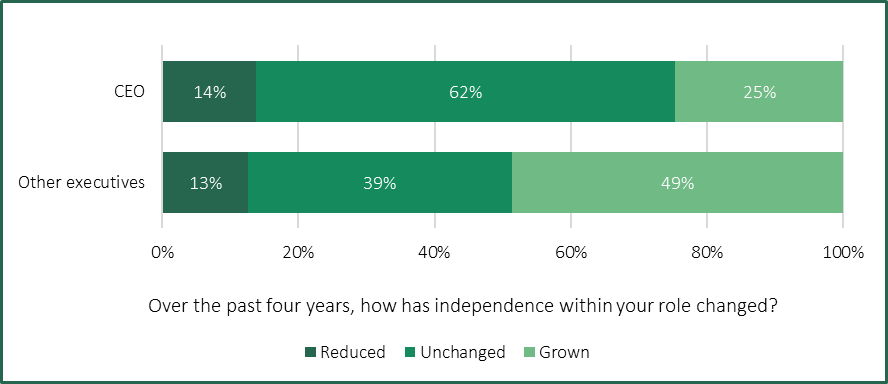 CEO 14% 62% 25%
Other executives 13% 39% 49%
0% 20% 40% 60% 80% 100%
Over the past four years, how has independence within your role changed?
Reduced Unchanged Grown